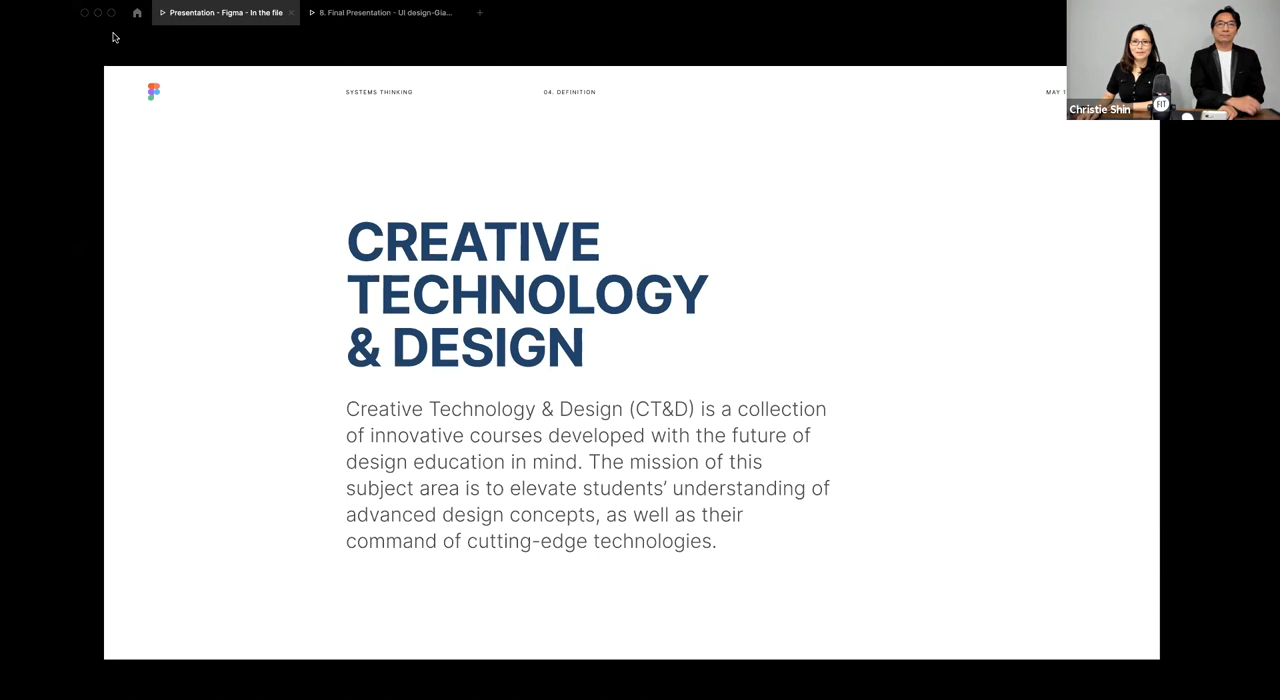 Presentation - Figma - In the file
8. Final Presentation - UI design-Gia...
SYSTEMS THINKING
04. DEFINITION
MAY 1
Christie Shin
FIT
CREATIVE
TECHNOLOGY
& DESIGN
Creative Technology & Design (CT&D) is a collection
of innovative courses developed with the future of
design education in mind. The mission of this
subject area is to elevate students’ understanding of
advanced design concepts, as well as their
command of cutting-edge technologies.